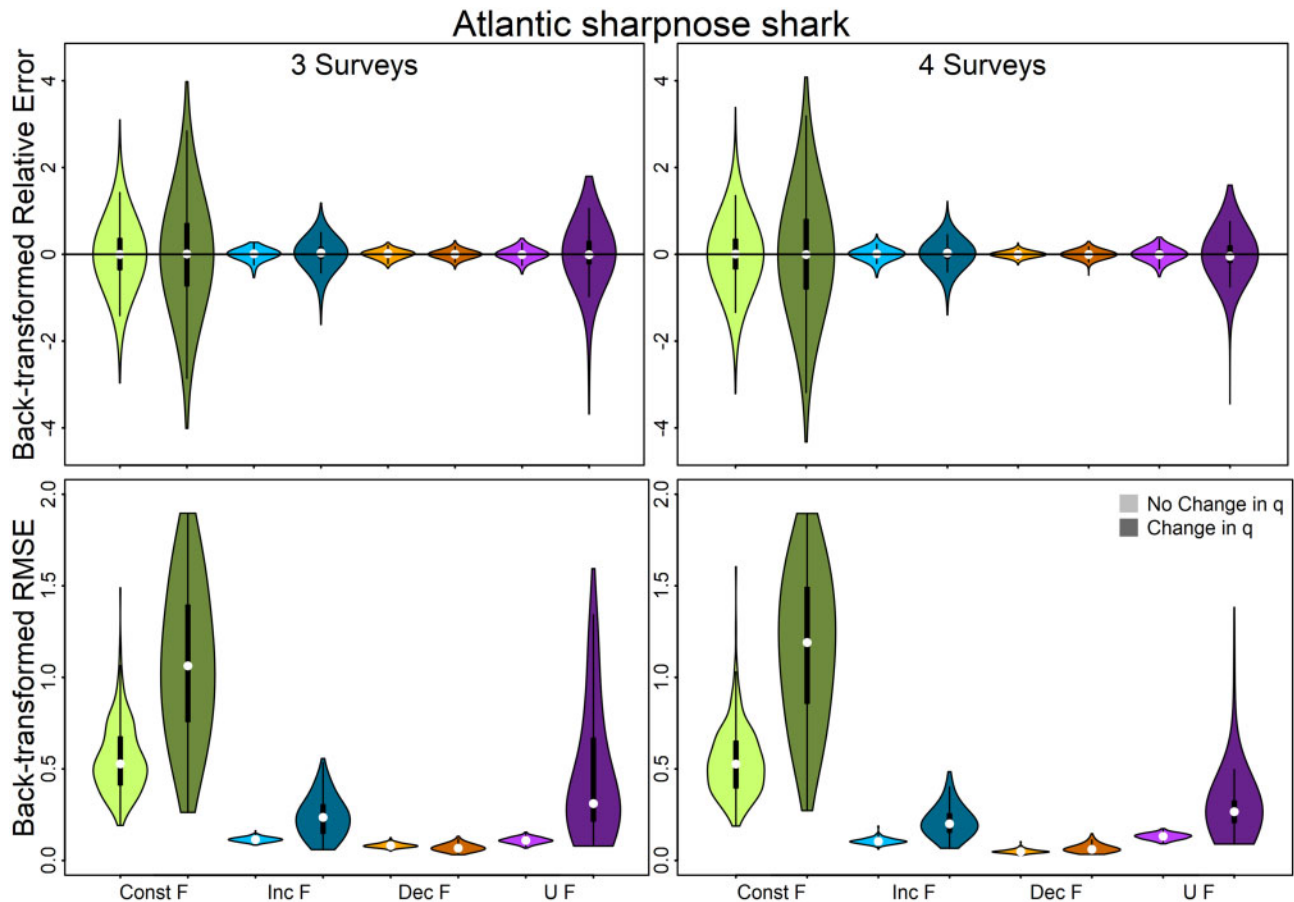 Atlantic sharpnose shark
3 Surveys
4 Surveys
Back-transformed Relative Error
4
2
0
-2
-4
4
2
0
-2
-4
Back-transformed RMSE
2.0
1.5
1.0
0.5
0.0
2.0
1.5
1.0
0.5
0.0
No Change in q
Change in q
Const F Inc F Dec F U F
Const F Inc F Dec F U F